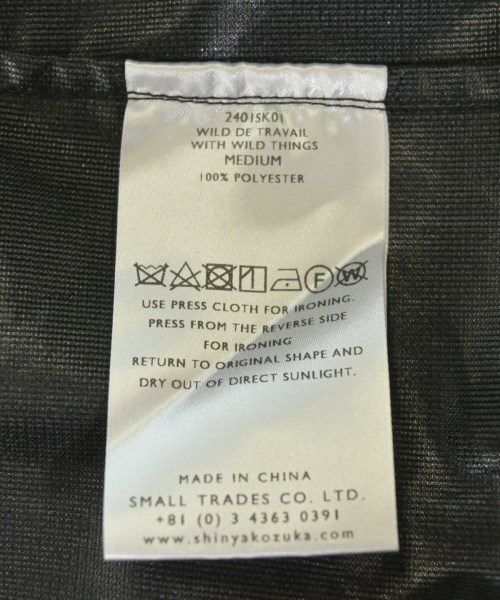 2401SK01
WILD DE TRAVAIL
WITH WILD THINGS
MEDIUM
100% POLYESTER
F W
USE PRESS CLOTH FOR IRONING.
PRESS FROM THE REVERSE SIDE
FOR IRONING
RETURN TO ORIGINAL SHAPE AND
DRY OUT OF DIRECT SUNLIGHT.
MADE IN CHINA
SMALL TRADES CO. LTD.
+81 (0) 3 4363 0391
www.shinyakozuka.com